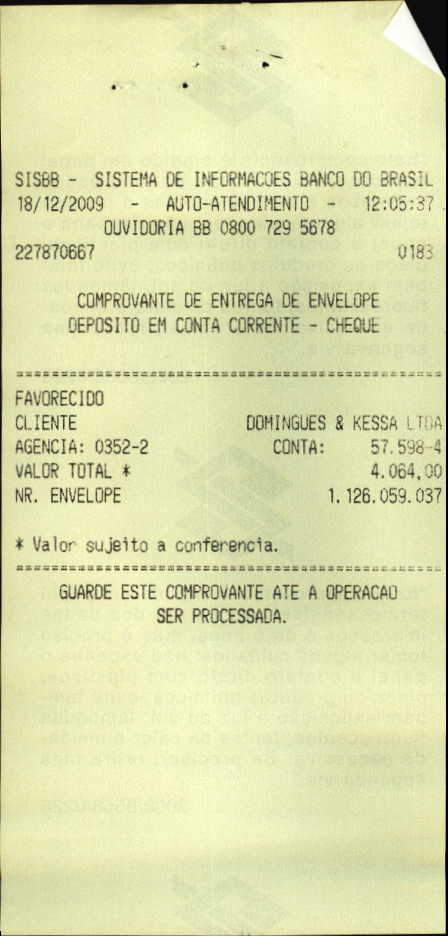 SISBB - SISTEMA DE INFORMACOES BANCO DO BRASIL
18/12/2009 - AUTO-ATENDIMENTO - 12:05:37
OUVIDORIA BB 0800 729 5678
227870667 0183
COMPROVANTE DE ENTREGA DE ENVELOPE
DEPOSITO EM CONTA CORRENTE - CHEQUE
================================================
FAVORECIDO
CLIENTE DOMINGUES & KESSA LTDA
AGENCIA: 0352-2 CONTA: 57.598-4
VALOR TOTAL * 4.064,00
NR. ENVELOPE 1.126.059.037
* Valor sujeito a conferencia.
================================================
GUARDE ESTE COMPROVANTE ATE A OPERACAO
SER PROCESSADA.